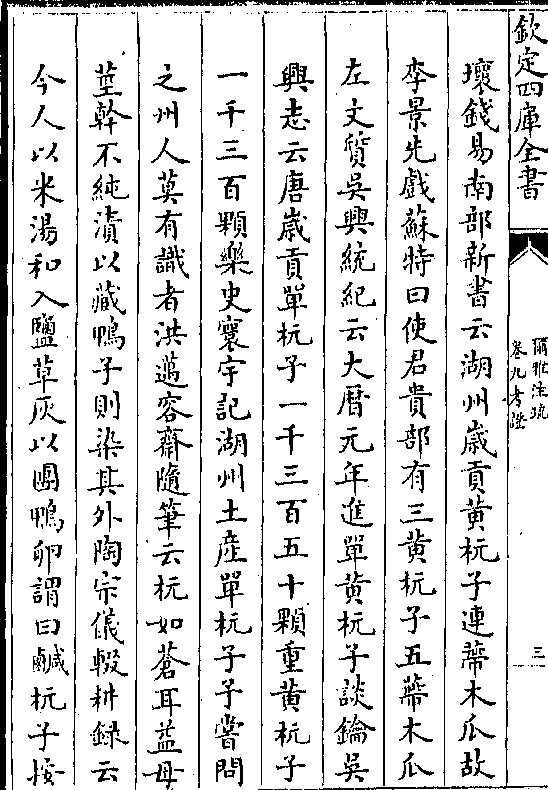 欽定四庫全書
爾雅注疏
卷九考證
三
壞錢易南部新書云湖州歳貢黄杬子連蔕木瓜故
李景先戲蘇特曰使君貴部有三黄杬子五蔕木瓜
左文質吳興統紀云大暦元年進單黄杬子談鑰吳
興志云唐嵗貢單杬子一千三百五十顆重黄杬子
一千三百顆樂史寰宇記湖州土産單杬子子嘗問
之州人莫有識者洪邁容齋隨筆云杬如蒼耳益母
莖幹不純漬以藏鴨子則染其外陶宗儀輟耕録云
今人以米湯和入鹽草灰以團鴨卵謂曰鹹杬子按